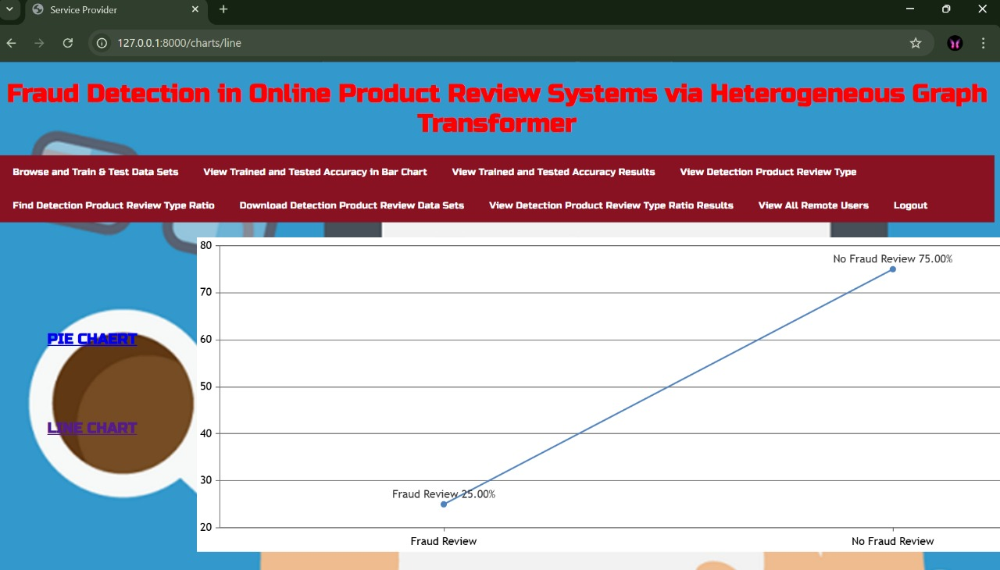 Service Provider
127.0.0.1:8000/charts/line
Fraud Detection in Online Product Review Systems via Heterogeneous Graph
Transformer
Browse and Train & Test Data Sets View Trained and Tested Accuracy in Bar Chart View Trained and Tested Accuracy Results View Detection Product Review Type
Find Detection Product Review Type Ratio Download Detection Product Review Data Sets View Detection Product Review Type Ratio Results View All Remote Users Logout
PIE CHAERT
LINE CHART
80
No Fraud Review 75.00%
70
60
50
40
30
Fraud Review 25.00%
20
Fraud Review No Fraud Review